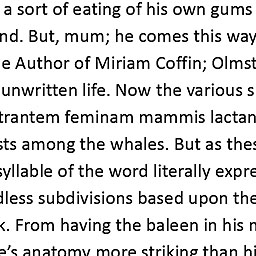 a sort of eating of his own gums
nd. But, mum; he comes this way
e Author of Miriam Coffin; Olmst
unwritten life. Now the various s
trantem feminam mammis lactan
sts among the whales. But as thes
syllable of the word literally expre
dless subdivisions based upon the
k. From having the baleen in his m
e's anatomy more striking than hi